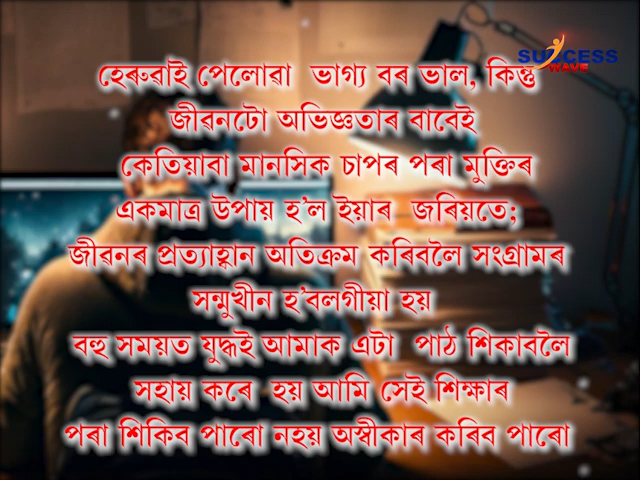 SUCCESS
WAVE
হেৰুৱাই পেলোৱা ভাগ্য বৰ ভাল, কিন্তু
জীৱনটো অভিজ্ঞতাৰ বাবেই
কেতিয়াবা মানসিক চাপৰ পৰা মুক্তিৰ
একমাত্ৰ উপায় হ'ল ইয়াৰ জৰিয়তে;
জীৱনৰ প্ৰত্যাহ্বান অতিক্ৰম কৰিবলৈ সংগ্ৰামৰ
সন্মুখীন হ'বলগীয়া হয়
বহু সময়ত যুদ্ধই আমাক এটা পাঠ শিকাবলৈ
সহায় কৰে হয় আমি সেই শিক্ষাৰ
পৰা শিকিব পাৰো নহয় অস্বীকাৰ কৰিব পাৰো